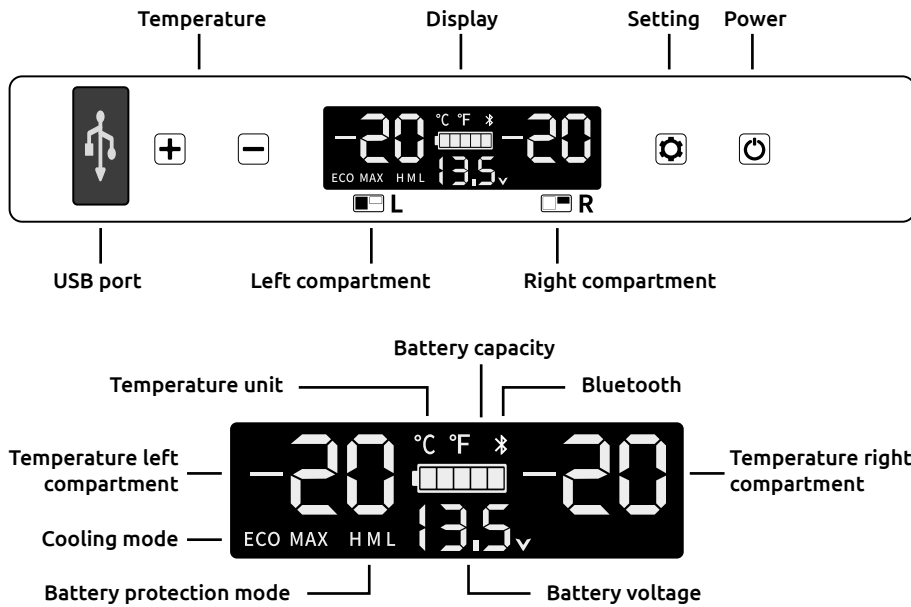 Temperature Display Setting Power
-20 °C °F -20
ECO MAX H M L 13.5v
L R
USB port Left compartment Right compartment
Battery capacity
Temperature unit Bluetooth
Temperature left compartment
-20 °C °F -20
Temperature right compartment
Cooling mode ECO MAX H M L 13.5v
Battery protection mode Battery voltage